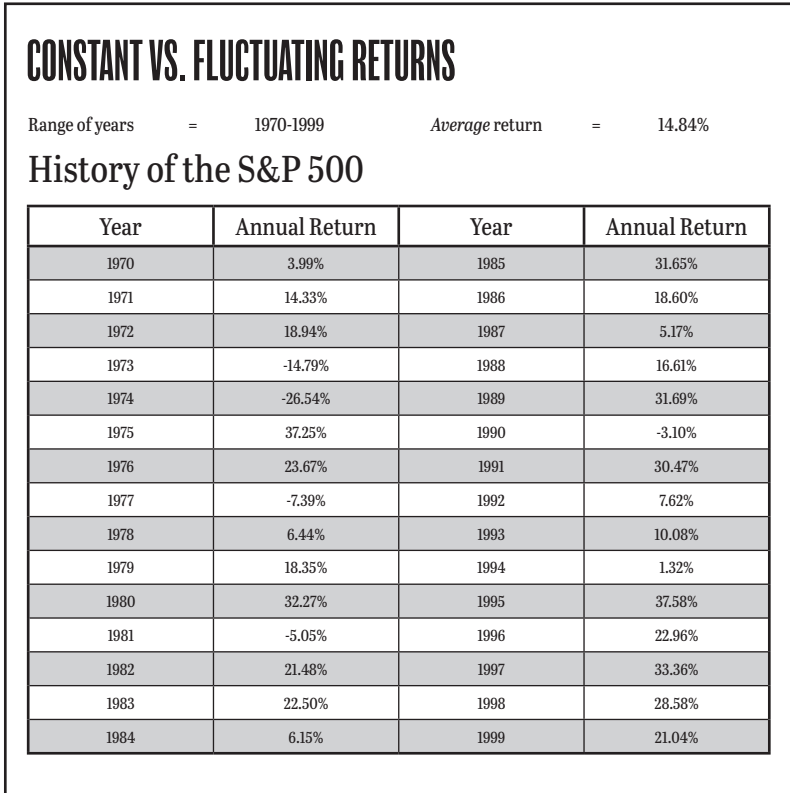 CONSTANT VS. FLUCTUATING RETURNS
Range of years = 1970-1999 Average return = 14.84%
History of the S&P 500
Year Annual Return Year Annual Return
1970 3.99% 1985 31.65%
1971 14.33% 1986 18.60%
1972 18.94% 1987 5.17%
1973 -14.79% 1988 16.61%
1974 -26.54% 1989 31.69%
1975 37.25% 1990 -3.10%
1976 23.67% 1991 30.47%
1977 -7.39% 1992 7.62%
1978 6.44% 1993 10.08%
1979 18.35% 1994 1.32%
1980 32.27% 1995 37.58%
1981 -5.05% 1996 22.96%
1982 21.48% 1997 33.36%
1983 22.50% 1998 28.58%
1984 6.15% 1999 21.04%